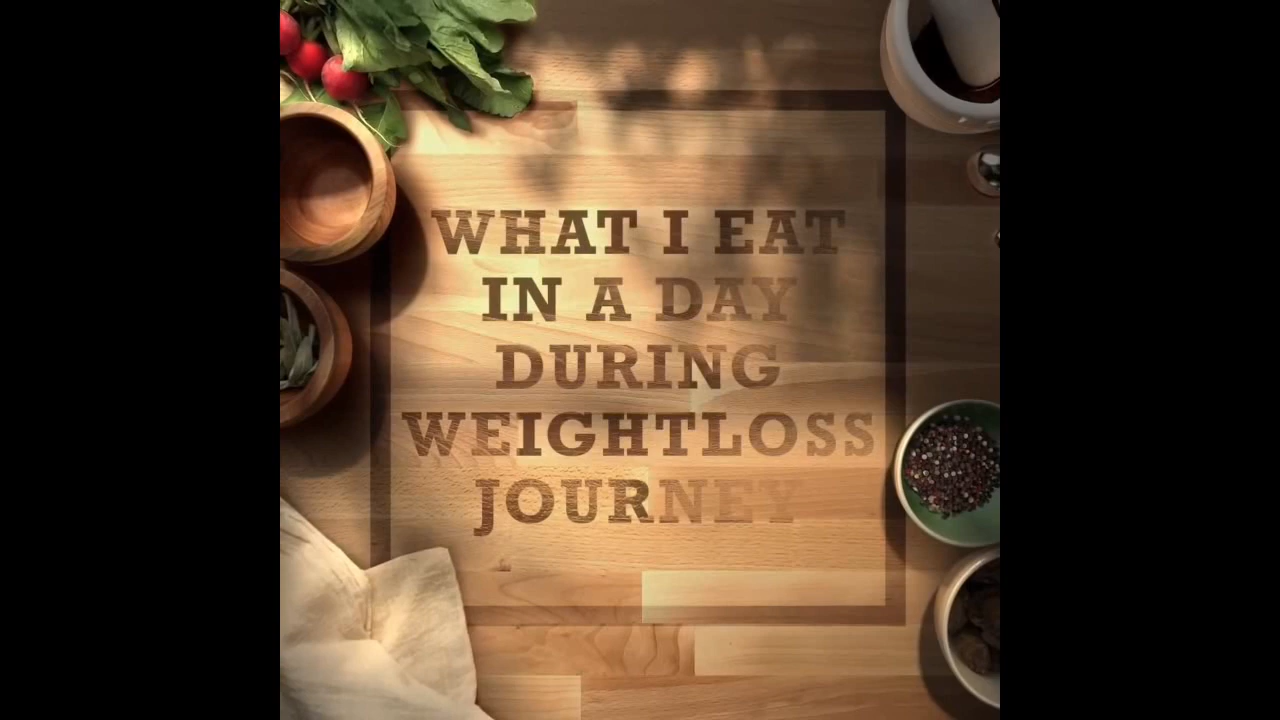 WHAT I EAT
IN A DAY
DURING
WEIGHTLOSS
JOURNEY